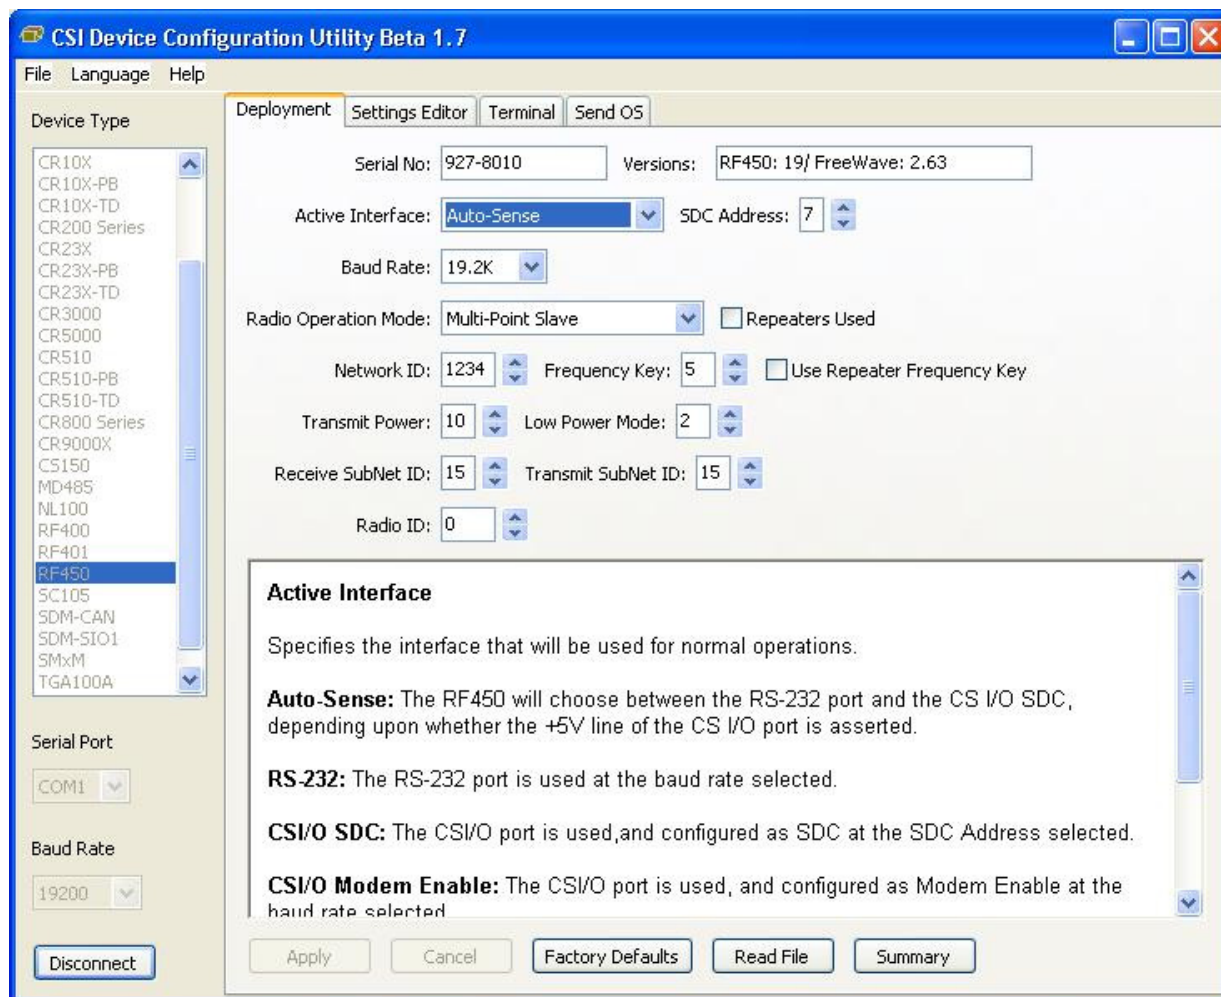 CSI Device Configuration Utility Beta 1.7
File Language Help
Device Type
CR10X
CR10X-PB
CR10X-TD
CR200 Series
CR23X
CR23X-PB
CR23X-TD
CR3000
CR5000
CR510
CR510-PB
CR510-TD
CR800 Series
CR9000X
CS150
MD485
NL100
RF400
RF401
RF450
SC105
SDM-CAN
SDM-SIO1
SMxM
TGA100A
Serial Port
COM1
Baud Rate
19200
Disconnect
Deployment Settings Editor Terminal Send OS
Serial No: 927-8010 Versions: RF450: 19/ FreeWave: 2.63
Active Interface: Auto-Sense SDC Address: 7
Baud Rate: 19.2K
Radio Operation Mode: Multi-Point Slave Repeaters Used
Network ID: 1234 Frequency Key: 5 Use Repeater Frequency Key
Transmit Power: 10 Low Power Mode: 2
Receive SubNet ID: 15 Transmit SubNet ID: 15
Radio ID: 0
Active Interface
Specifies the interface that will be used for normal operations.
Auto-Sense: The RF450 will choose between the RS-232 port and the CS I/O SDC,
depending upon whether the +5V line of the CS I/O port is asserted.
RS-232: The RS-232 port is used at the baud rate selected.
CSI/O SDC: The CSI/O port is used,and configured as SDC at the SDC Address selected.
CSI/O Modem Enable: The CSI/O port is used, and configured as Modem Enable at the
baud rate selected
Apply Cancel Factory Defaults Read File Summary